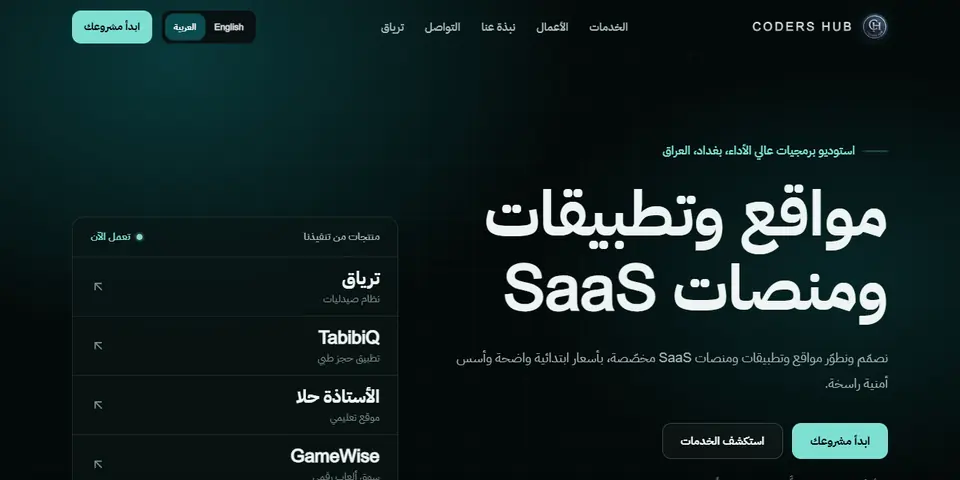 CODERS HUB
الخدمات
الأعمال
نبذة عنا
التواصل
ترياق
English
العربية
ابدأ مشروعك
استوديو برمجيات عالي الأداء، بغداد، العراق
مواقع وتطبيقات
ومنصات SaaS
نصمّم ونطوّر مواقع وتطبيقات ومنصات SaaS مخصّصة، بأسعار ابتدائية واضحة وأسس
أمنية راسخة.
ابدأ مشروعك
استكشف الخدمات
منتجات من تنفيذنا
تعمل الآن
ترياق
نظام صيدليات
TabibiQ
تطبيق حجز طبي
الأستاذة حلا
موقع تعليمي
GameWise
سوق ألعاب رقمي